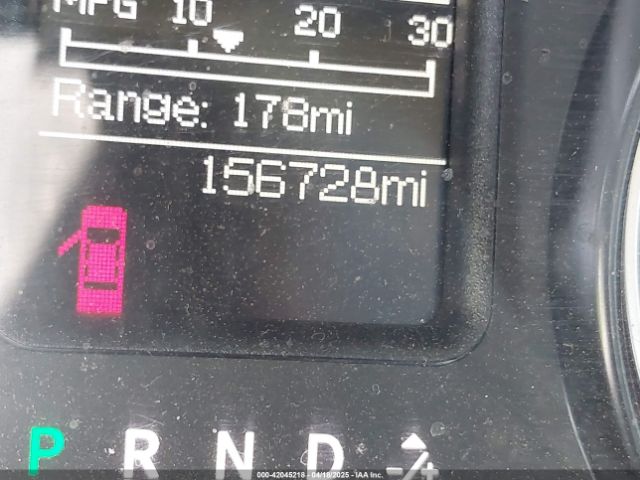 MPG 10 20 30
Range: 178mi
156728mi
P R N D -/+
000-42045218 - 04/18/2025 - IAA Inc.